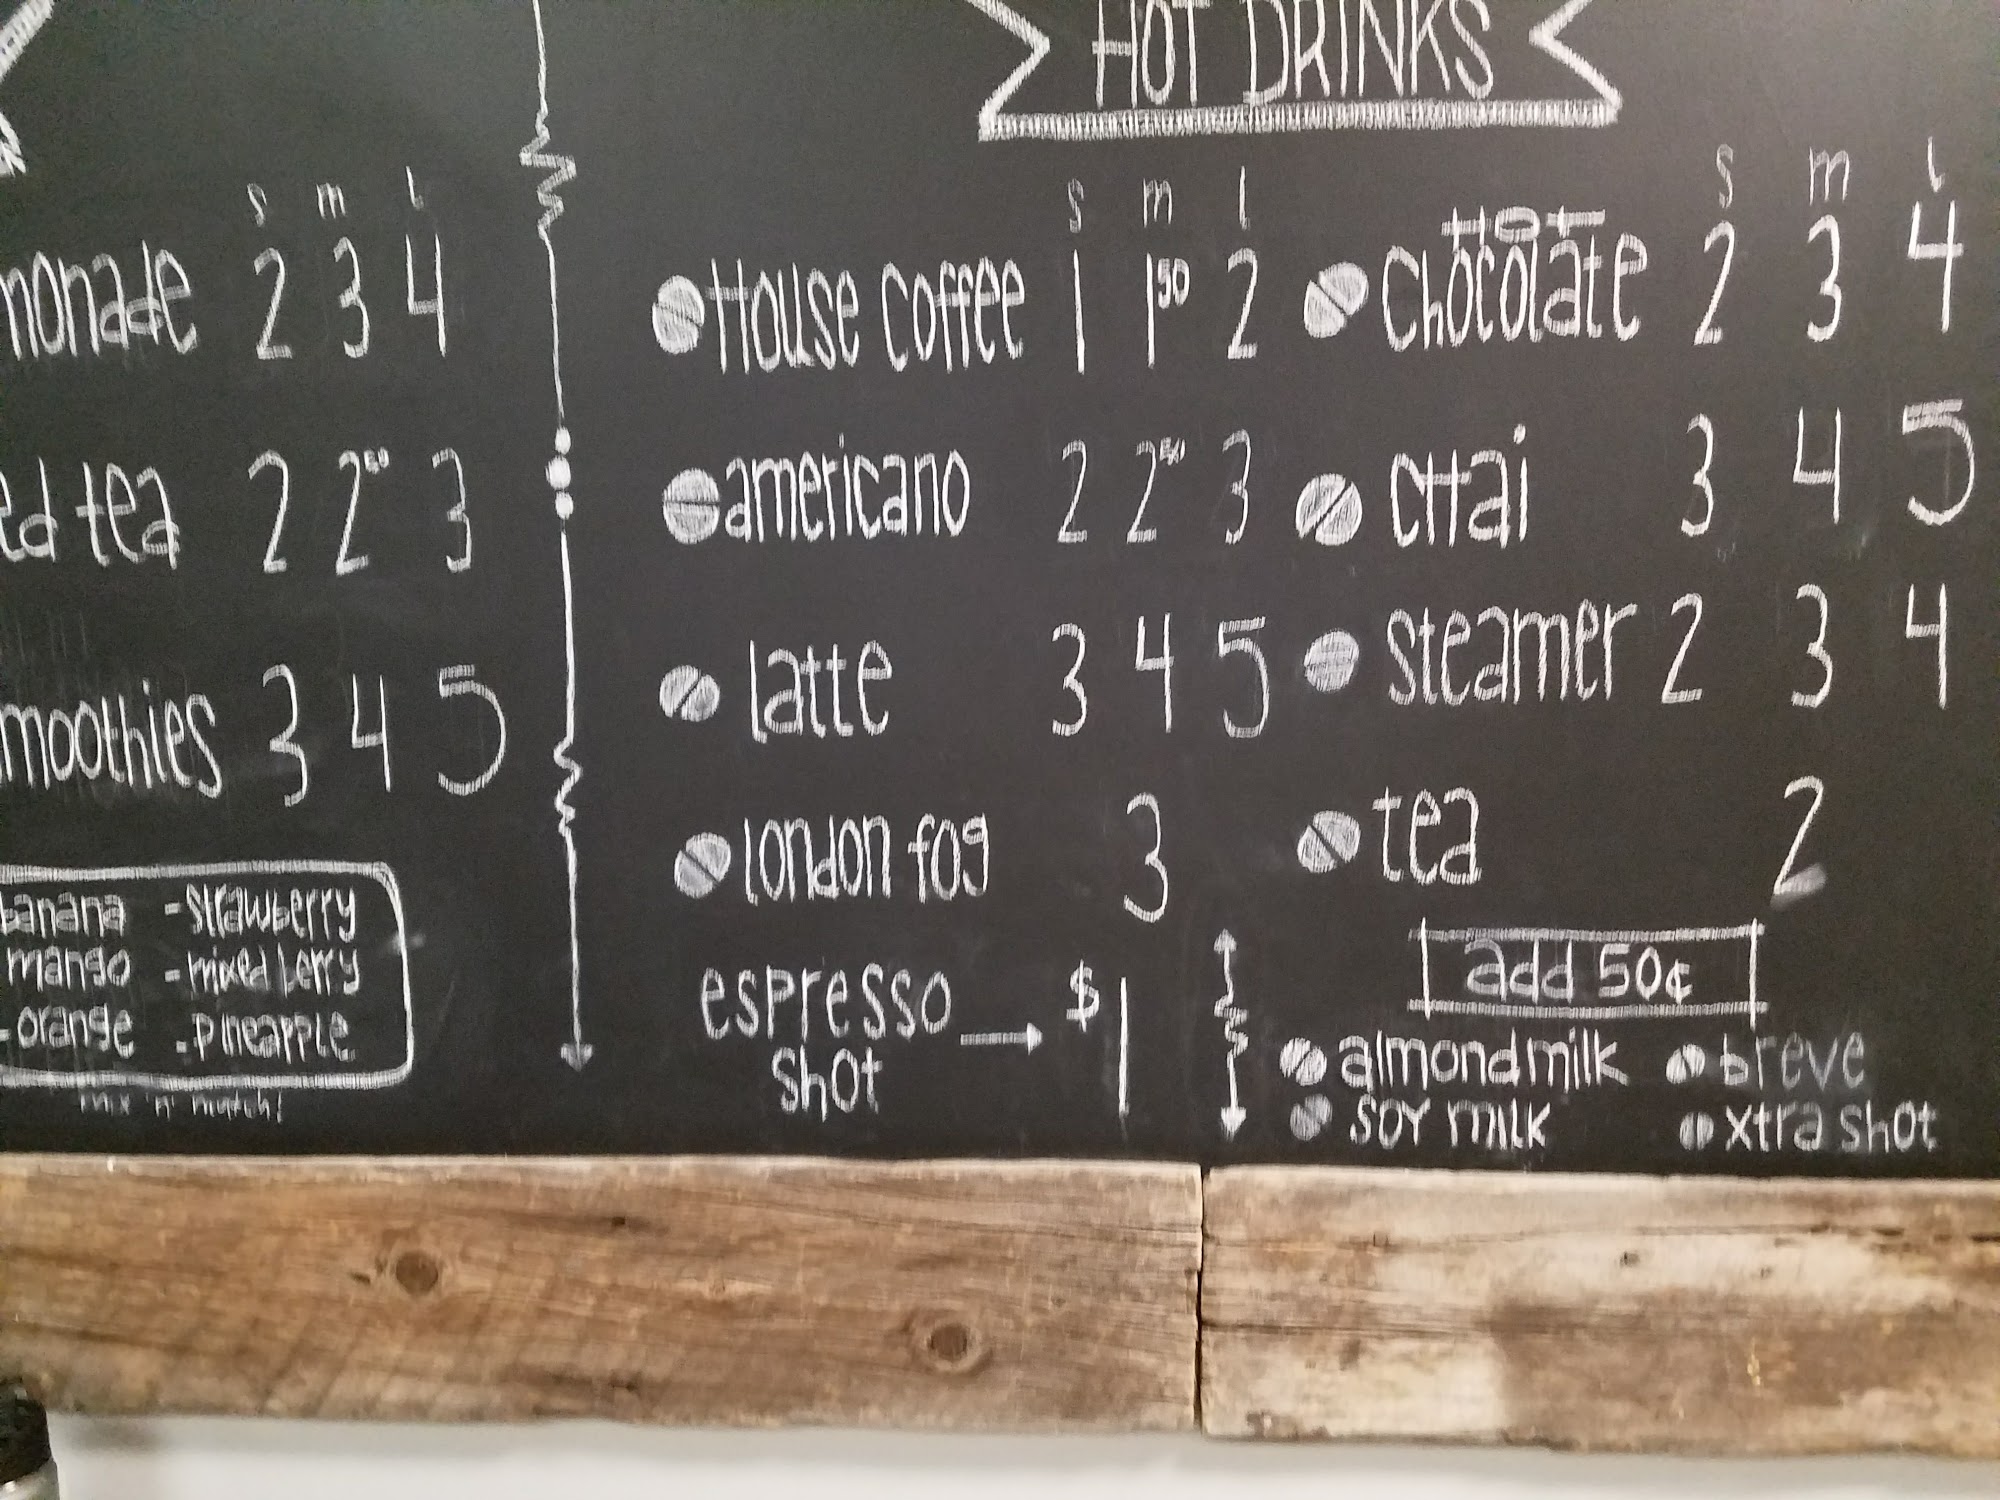 HOT DRINKS
s m l
monade 2 3 4
ed tea 2 2⁵⁰ 3
moothies 3 4 5
banana - strawberry
mango - mixed berry
- orange - pineapple
mix n' match!
s m l
House coffee 1 1⁵⁰ 2
americano 2 2⁵⁰ 3
latte 3 4 5
london fog 3
espresso
shot → $1
s m l
Hot
Chocolate 2 3 4
cHai 3 4 5
steamer 2 3 4
tea 2
add 50¢
almond milk breve
soy milk xtra shot